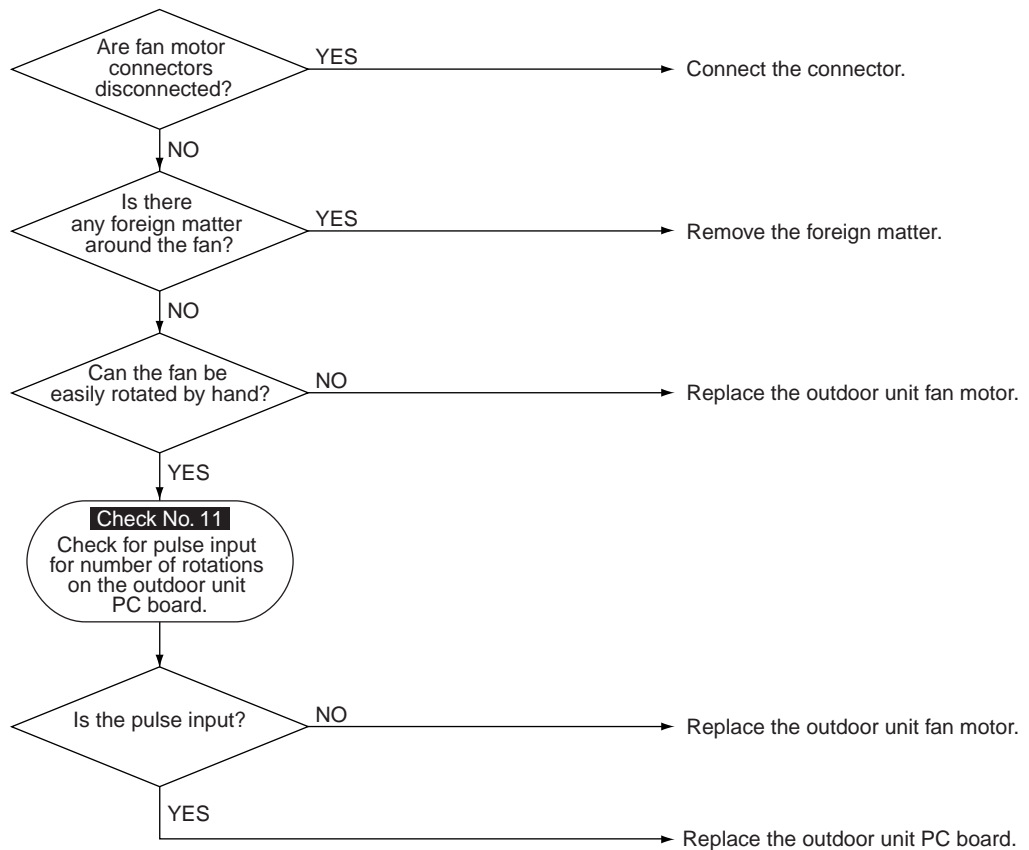 Are fan motor
connectors
disconnected?
YES
Connect the connector.
NO
Is there
any foreign matter
around the fan?
YES
Remove the foreign matter.
NO
Can the fan be
easily rotated by hand?
NO
Replace the outdoor unit fan motor.
YES
Check No. 11
Check for pulse input
for number of rotations
on the outdoor unit
PC board.
Is the pulse input?
NO
Replace the outdoor unit fan motor.
YES
Replace the outdoor unit PC board.